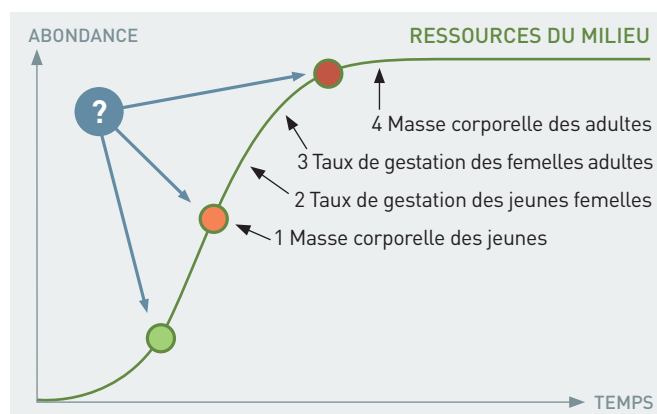 ABONDANCE
RESSOURCES DU MILIEU
?
4 Masse corporelle des adultes
3 Taux de gestation des femelles adultes
2 Taux de gestation des jeunes femelles
1 Masse corporelle des jeunes
TEMPS